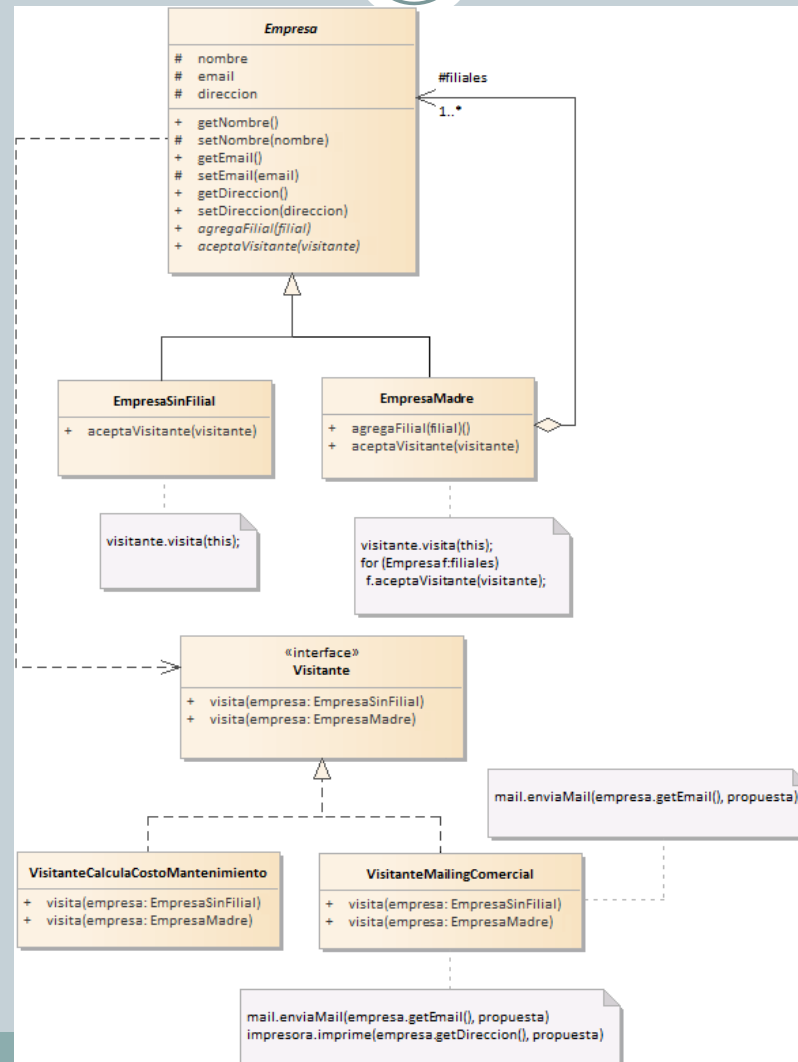 Empresa
# nombre
# email
# direccion
+ getNombre()
# setNombre(nombre)
+ getEmail()
# setEmail(email)
+ getDireccion()
+ setDireccion(direccion)
+ agregaFilial(filial)
+ aceptaVisitante(visitante)
#filiales
1..*
EmpresaSinFilial
+ aceptaVisitante(visitante)
EmpresaMadre
+ agregaFilial(filial)()
+ aceptaVisitante(visitante)
visitante.visita(this);
visitante.visita(this);
for (Empresa f:filiales)
f.aceptaVisitante(visitante);
«interface»
Visitante
+ visita(empresa: EmpresaSinFilial)
+ visita(empresa: EmpresaMadre)
mail.enviaMail(empresa.getEmail(), propuesta)
VisitanteCalculaCostoMantenimiento
+ visita(empresa: EmpresaSinFilial)
+ visita(empresa: EmpresaMadre)
VisitanteMailingComercial
+ visita(empresa: EmpresaSinFilial)
+ visita(empresa: EmpresaMadre)
mail.enviaMail(empresa.getEmail(), propuesta)
impresora.imprime(empresa.getDireccion(), propuesta)